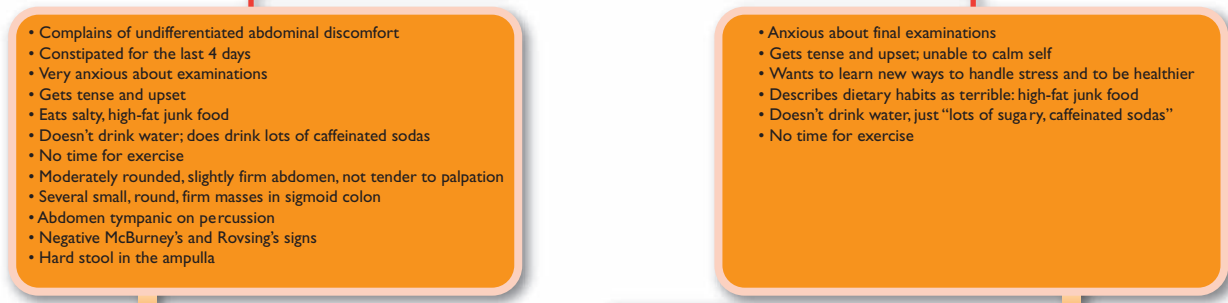 • Complains of undifferentiated abdominal discomfort
• Constipated for the last 4 days
• Very anxious about examinations
• Gets tense and upset
• Eats salty, high-fat junk food
• Doesn't drink water; does drink lots of caffeinated sodas
• No time for exercise
• Moderately rounded, slightly firm abdomen, not tender to palpation
• Several small, round, firm masses in sigmoid colon
• Abdomen tympanic on percussion
• Negative McBurney's and Rovsing's signs
• Hard stool in the ampulla
• Anxious about final examinations
• Gets tense and upset; unable to calm self
• Wants to learn new ways to handle stress and to be healthier
• Describes dietary habits as terrible: high-fat junk food
• Doesn't drink water, just "lots of sugary, caffeinated sodas"
• No time for exercise